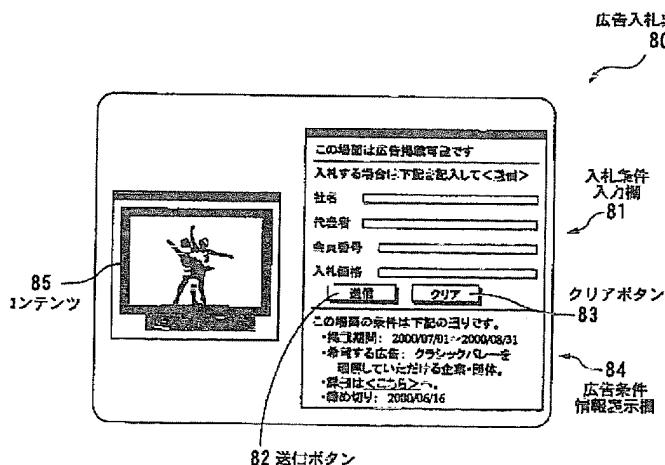 広告入札
80
この場面は広告掲載可能です
入札する場合は下記を記入して<送信>
社名
代表者
会員番号
入札価格
送信
クリア
この場面の条件は下記の通りです。
・掲載期間: 2000/07/01~2000/08/31
・希望する広告: クラシックバレーを
理解していただける企業・団体。
・詳細は<こちら>へ。
・締め切り: 2000/06/16
入札条件
入力欄
81
クリアボタン
83
84
広告条件
情報表示欄
85
コンテンツ
82 送信ボタン